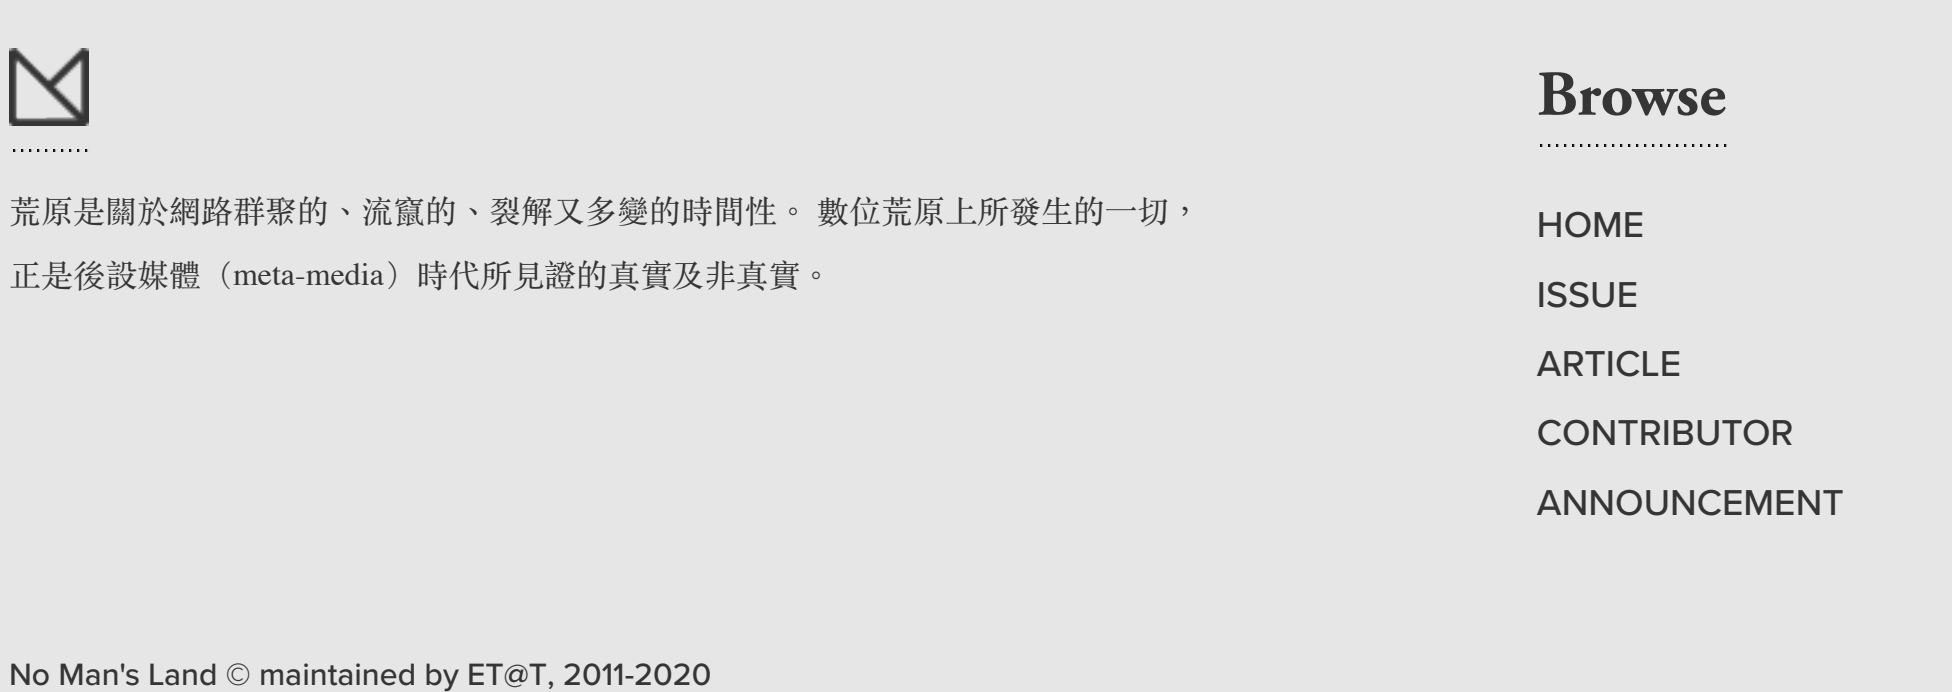 荒原是關於網路群聚的、流竄的、裂解又多變的時間性。 數位荒原上所發生的一切，
正是後設媒體（meta-media）時代所見證的真實及非真實。
Browse
HOME
ISSUE
ARTICLE
CONTRIBUTOR
ANNOUNCEMENT
No Man's Land © maintained by ET@T, 2011-2020